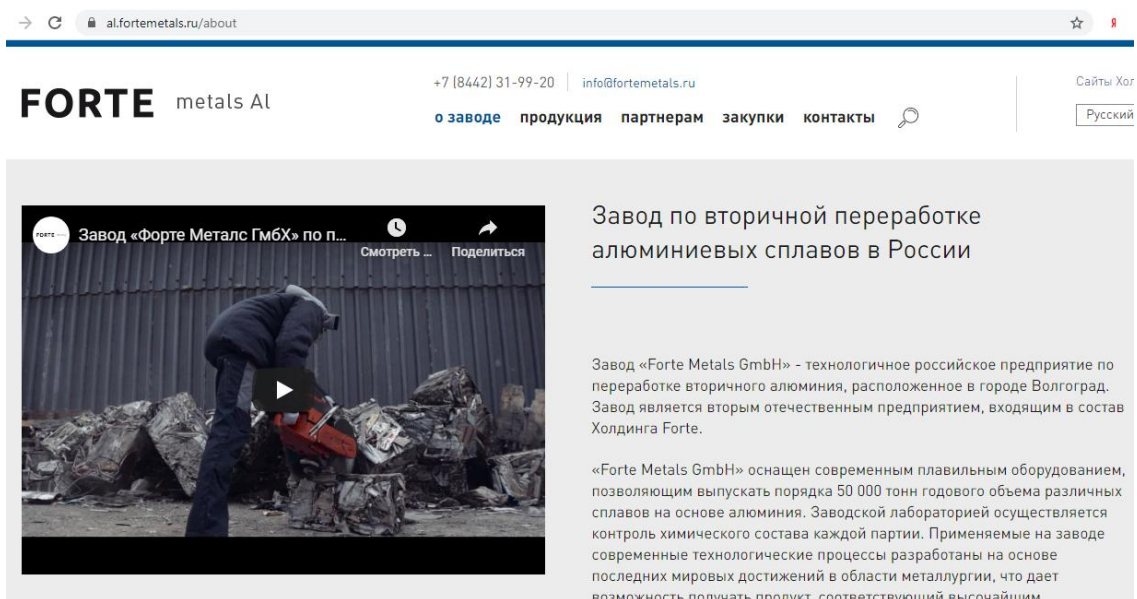 al.fortemetals.ru/about
FORTE metals Al
+7 (8442) 31-99-20 info@fortemetals.ru
Сайты
о заводе продукция партнерам закупки контакты
Русский
Завод «Форте Металс ГмбХ» по п...
Смотреть ...
Поделиться
Завод по вторичной переработке
алюминиевых сплавов в России
Завод «Forte Metals GmbH» - технологичное российское предприятие по
переработке вторичного алюминия, расположенное в городе Волгоград.
Завод является вторым отечественным предприятием, входящим в состав
Холдинга Forte.
«Forte Metals GmbH» оснащен современным плавильным оборудованием,
позволяющим выпускать порядка 50 000 тонн годового объема различных
сплавов на основе алюминия. Заводской лабораторией осуществляется
контроль химического состава каждой партии. Применяемые на заводе
современные технологические процессы разработаны на основе
последних мировых достижений в области металлургии, что дает
возможность получать продукт, соответствующий высочайшим